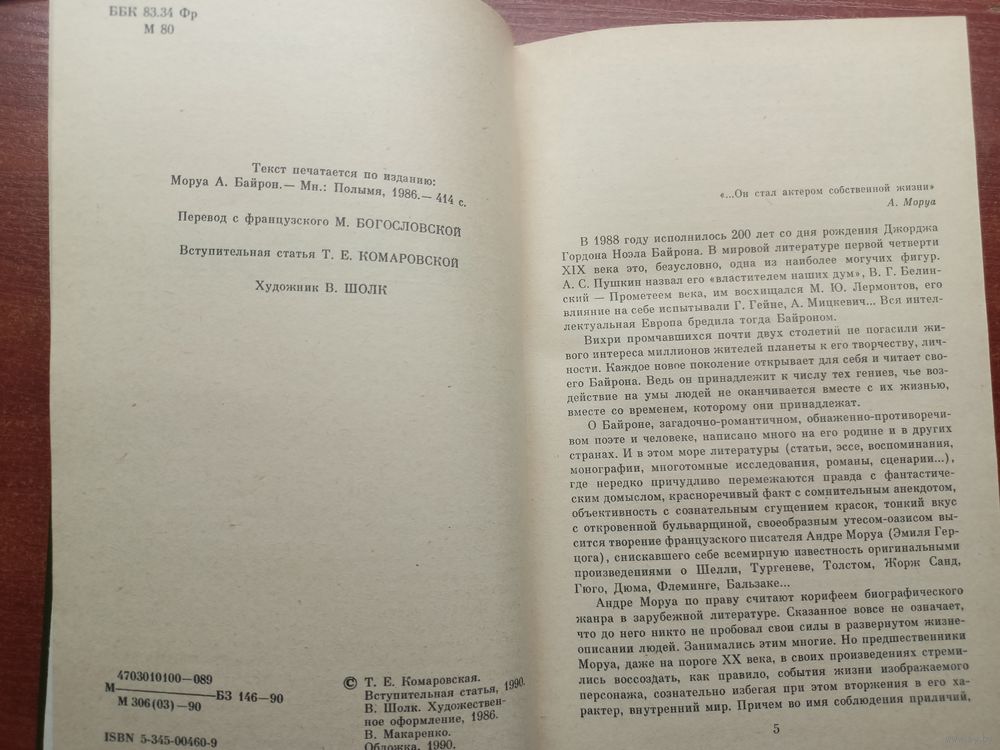 ББК 83.34 Фр
М 80
Текст печатается по изданию:
Моруа А. Байрон.— Мн.: Полымя, 1986.— 414 с.
Перевод с французского М. БОГОСЛОВСКОЙ
Вступительная статья Т. Е. КОМАРОВСКОЙ
Художник В. ШОЛК
4703010100—089
М БЗ 146—90
М 306(03)—90
ISBN 5-345-00460-9
© Т. Е. Комаровская.
Вступительная статья, 1990.
В. Шолк. Художествен-
ное оформление, 1986.
В. Макаренко.
Обложка, 1990.
«...Он стал актером собственной жизни»
А. Моруа
В 1988 году исполнилось 200 лет со дня рождения Джорджа
Гордона Ноэла Байрона. В мировой литературе первой четверти
XIX века это, безусловно, одна из наиболее могучих фигур.
А. С. Пушкин назвал его «властителем наших дум», В. Г. Белин-
ский — Прометеем века, им восхищался М. Ю. Лермонтов, его
влияние на себе испытывали Г. Гейне, А. Мицкевич... Вся интел-
лектуальная Европа бредила тогда Байроном.
Вихри промчавшихся почти двух столетий не погасили жи-
вого интереса миллионов жителей планеты к его творчеству, лич-
ности. Каждое новое поколение открывает для себя и читает сво-
его Байрона. Ведь он принадлежит к числу тех гениев, чье воз-
действие на умы людей не оканчивается вместе с их жизнью,
вместе со временем, которому они принадлежат.
О Байроне, загадочно-романтичном, обнаженно-противоречи-
вом поэте и человеке, написано много на его родине и в других
странах. И в этом море литературы (статьи, эссе, воспоминания,
монографии, многотомные исследования, романы, сценарии...),
где нередко причудливо перемежаются правда с фантастиче-
ским домыслом, красноречивый факт с сомнительным анекдотом,
объективность с сознательным сгущением красок, тонкий вкус
с откровенной бульварщиной, своеобразным утесом-оазисом вы-
сится творение французского писателя Андре Моруа (Эмиля Гер-
цога), снискавшего себе всемирную известность оригинальными
произведениями о Шелли, Тургеневе, Толстом, Жорж Санд,
Гюго, Дюма, Флеминге, Бальзаке...
Андре Моруа по праву считают корифеем биографического
жанра в зарубежной литературе. Сказанное вовсе не означает,
что до него никто не пробовал свои силы в развернутом жизне-
описании людей. Занимались этим многие. Но предшественники
Моруа, даже на пороге XX века, в своих произведениях стреми-
лись воссоздать, как правило, события жизни изображаемого
персонажа, сознательно избегая при этом вторжения в его ха-
рактер, внутренний мир. Причем во имя соблюдения приличий,
5